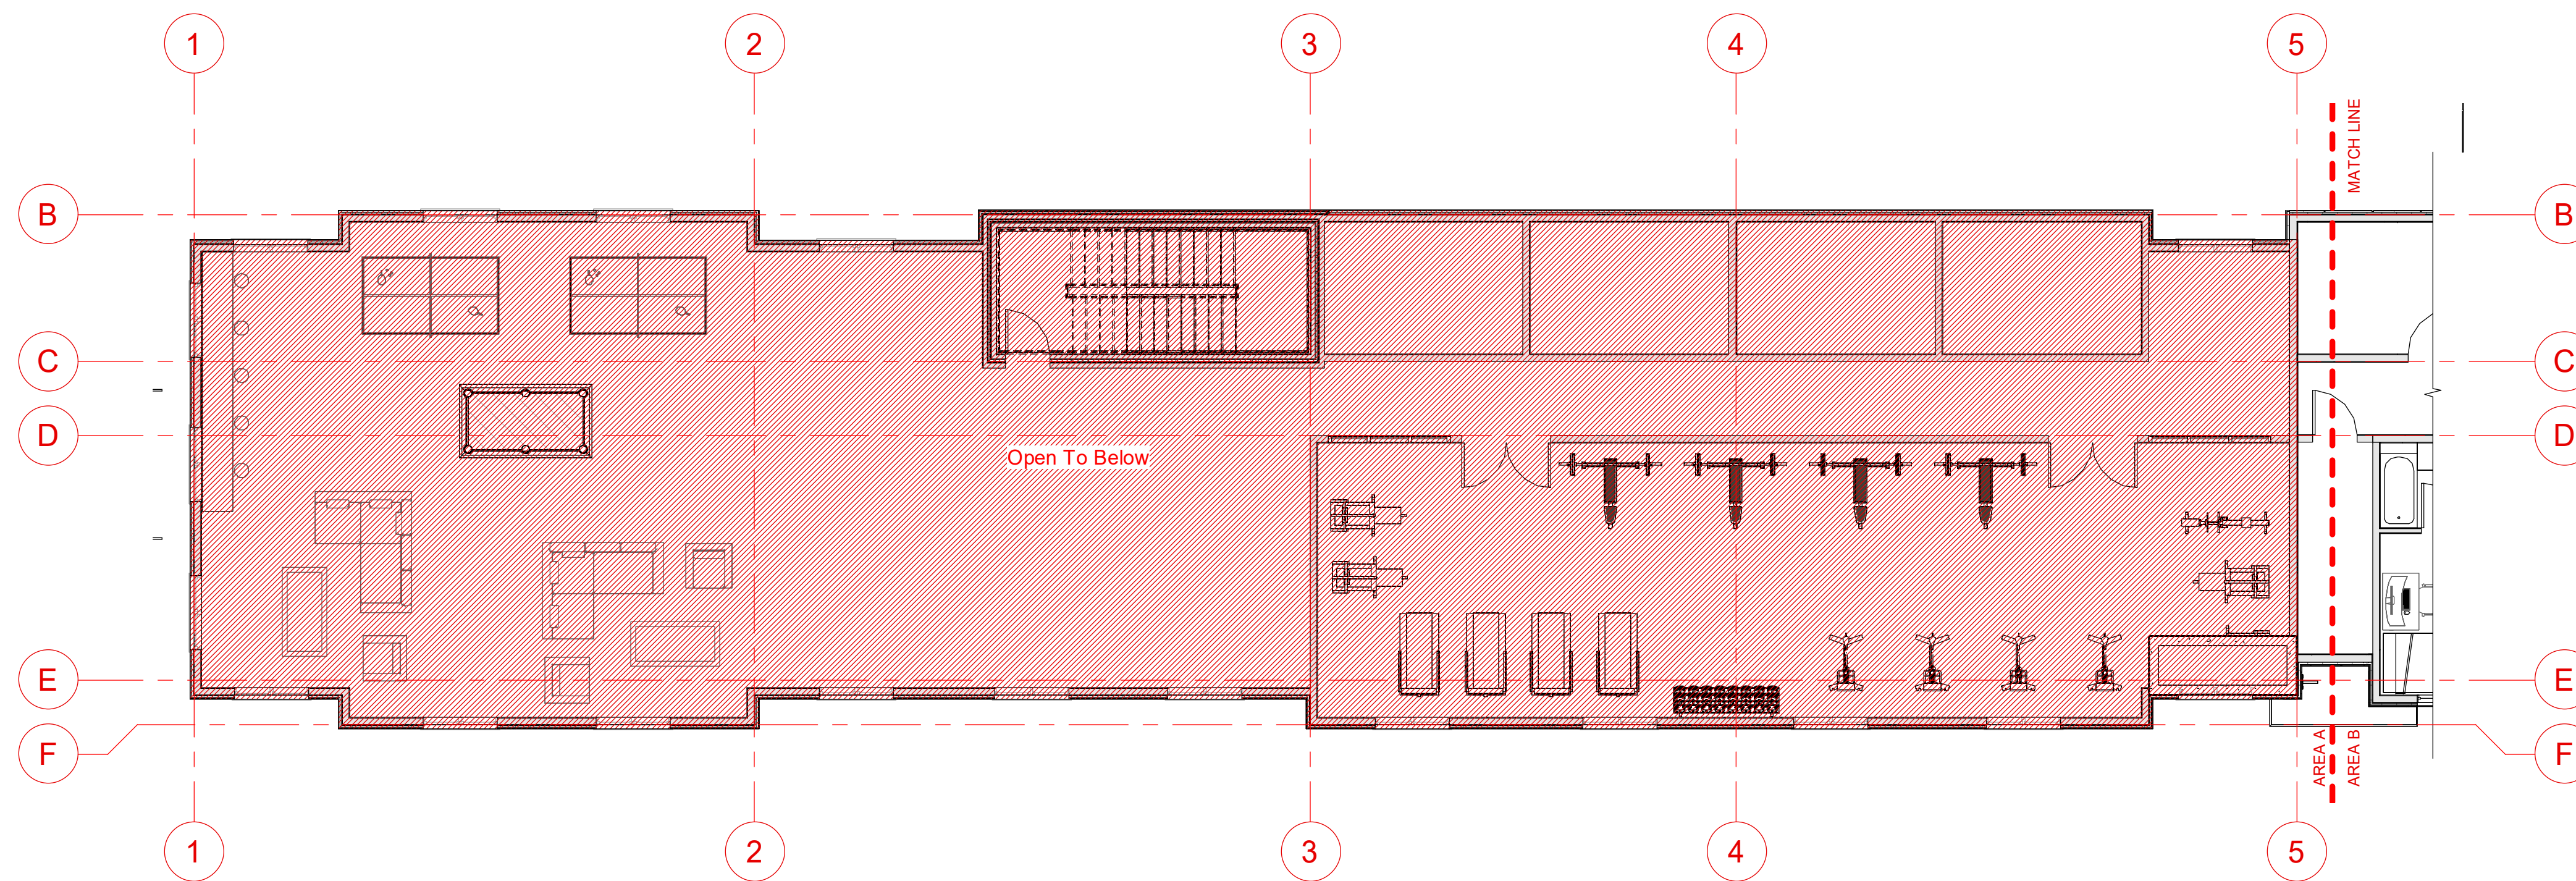 1 2 3 4 5
MATCH LINE
B B
C C
D D
Open To Below
E E
F F
AREA A
AREA B
1 2 3 4 5